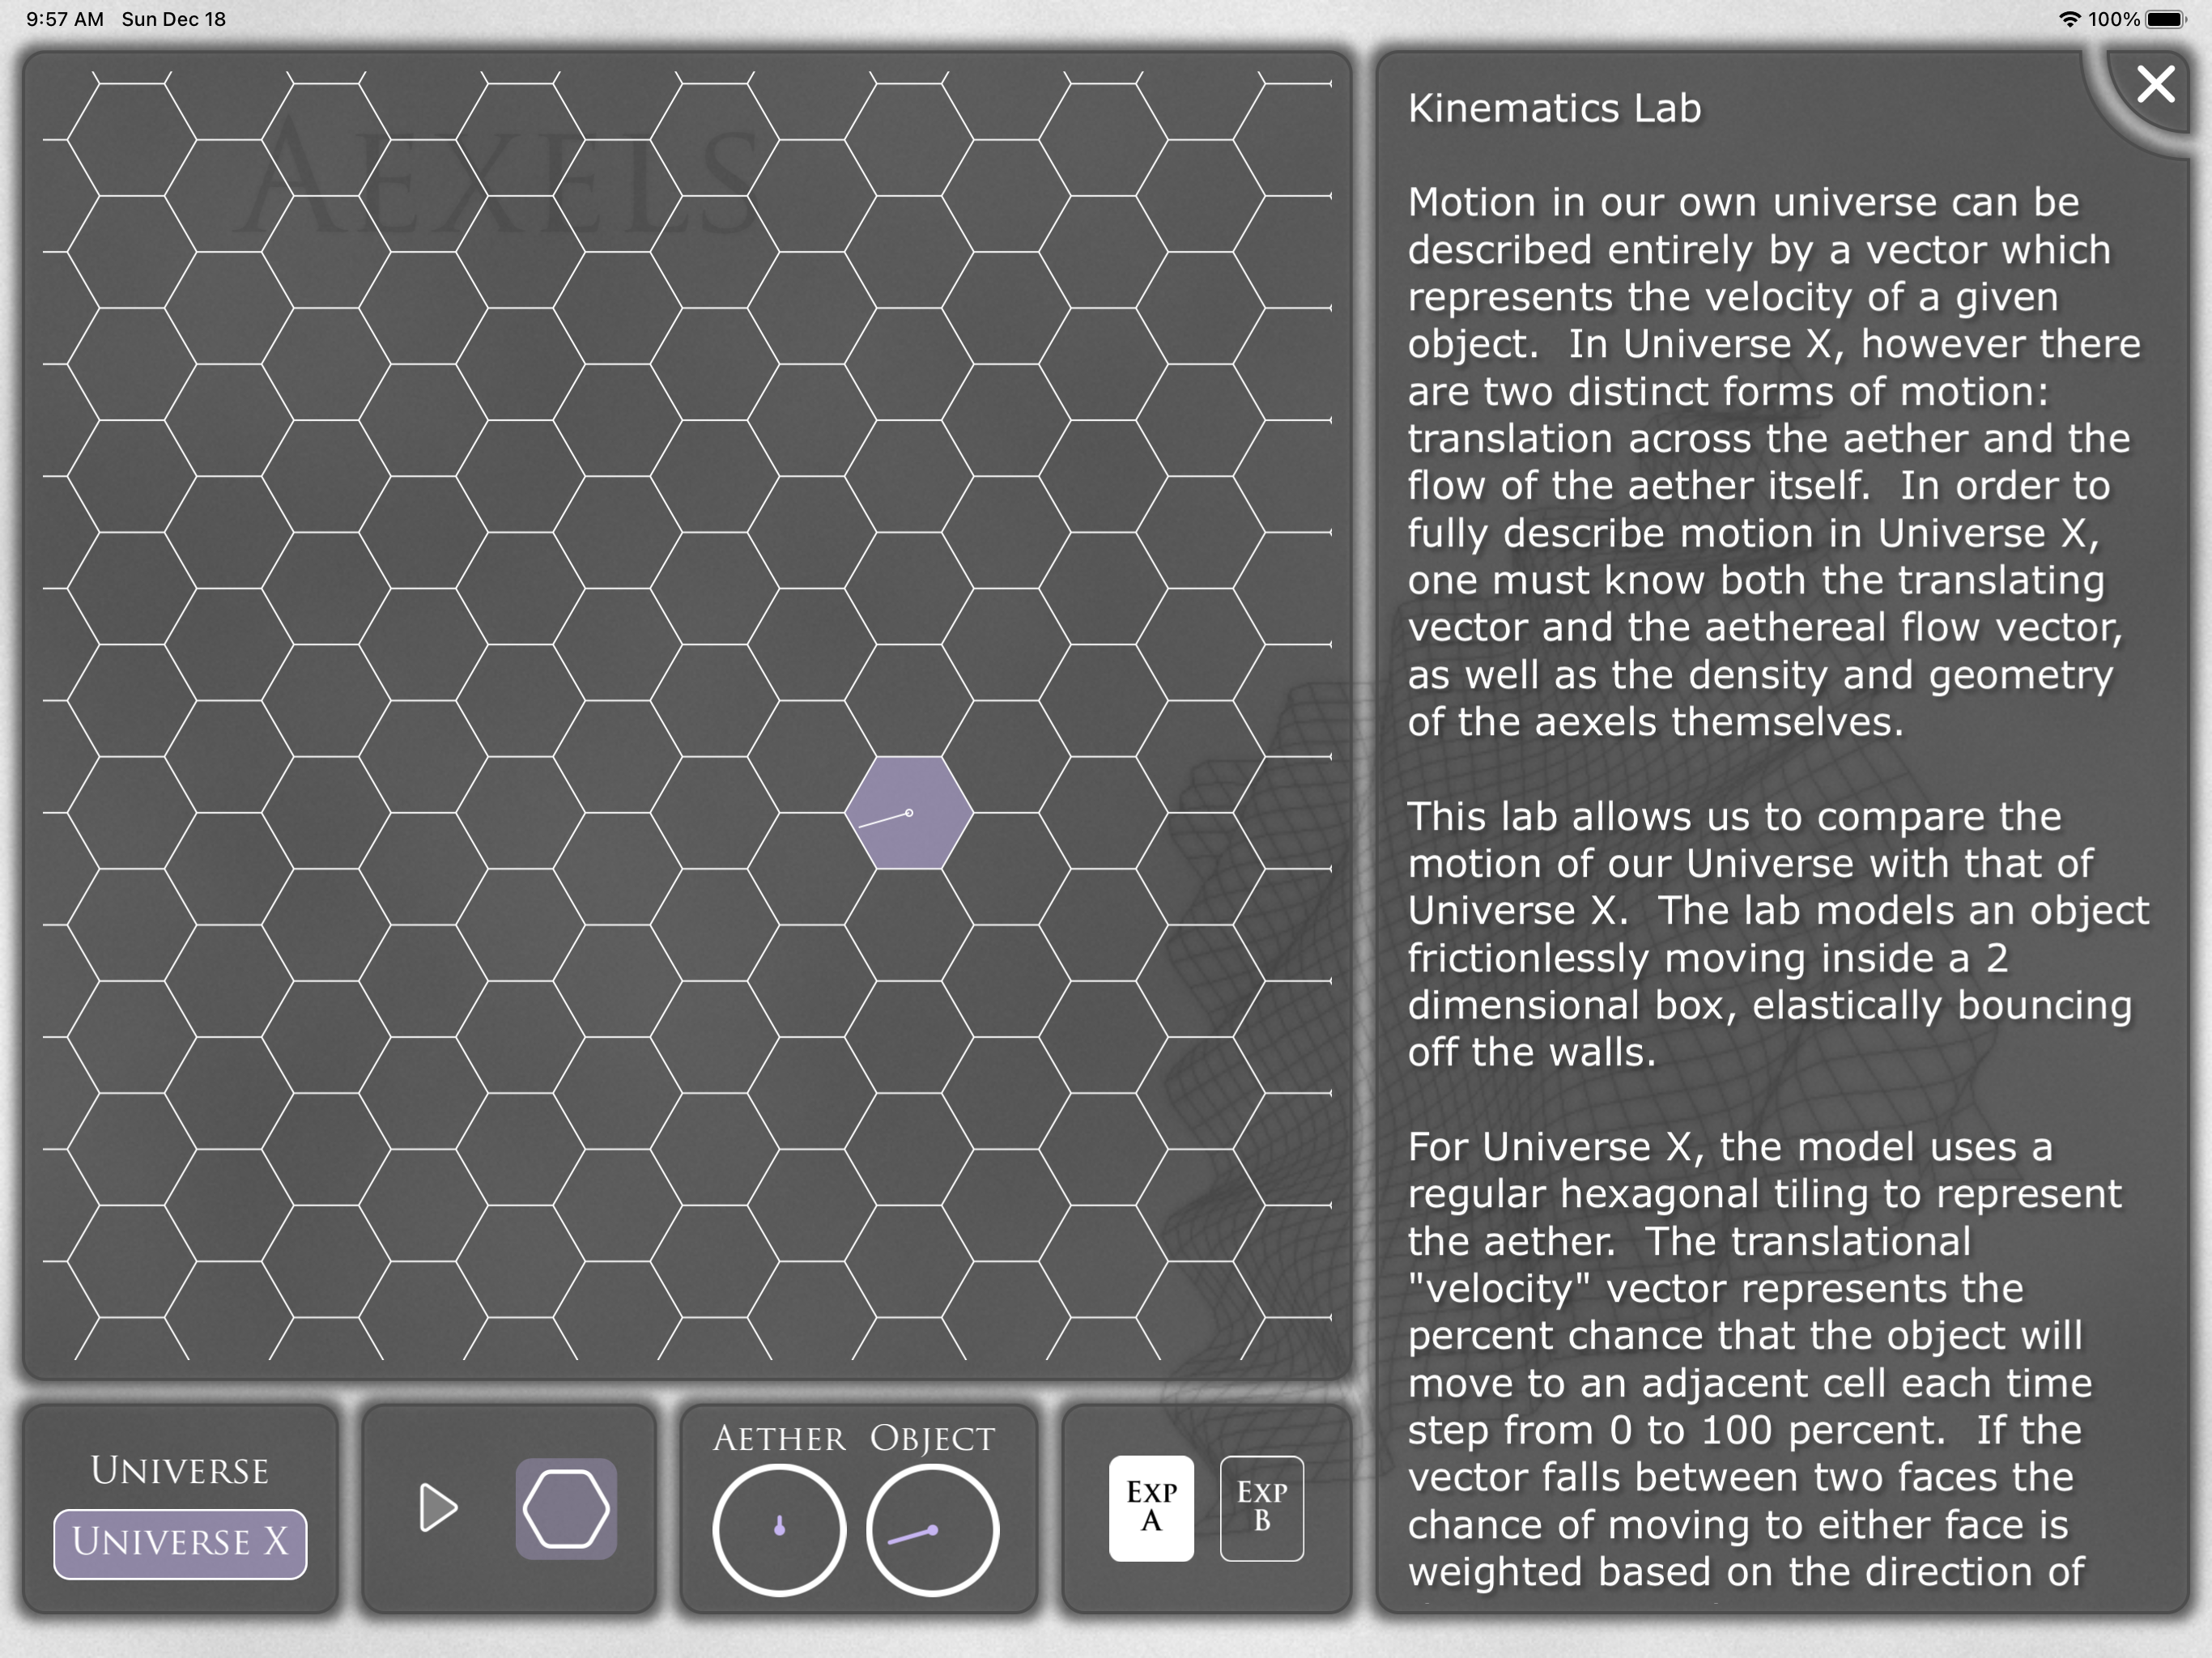 9:57 AM Sun Dec 18
100%
AEXELS
Kinematics Lab
Motion in our own universe can be
described entirely by a vector which
represents the velocity of a given
object.  In Universe X, however there
are two distinct forms of motion:
translation across the aether and the
flow of the aether itself.  In order to
fully describe motion in Universe X,
one must know both the translating
vector and the aethereal flow vector,
as well as the density and geometry
of the aexels themselves.
This lab allows us to compare the
motion of our Universe with that of
Universe X.  The lab models an object
frictionlessly moving inside a 2
dimensional box, elastically bouncing
off the walls.
For Universe X, the model uses a
regular hexagonal tiling to represent
the aether.  The translational
"velocity" vector represents the
percent chance that the object will
move to an adjacent cell each time
step from 0 to 100 percent.  If the
vector falls between two faces the
chance of moving to either face is
weighted based on the direction of
UNIVERSE
UNIVERSE X
AETHER OBJECT
EXP
A
EXP
B